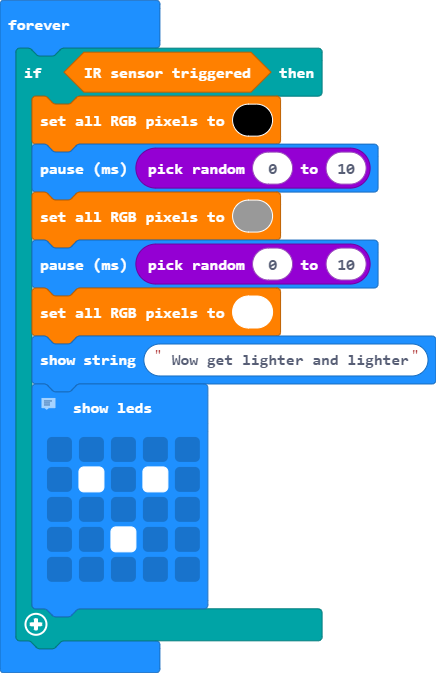 forever
if IR sensor triggered then
set all RGB pixels to
pause (ms) pick random 0 to 10
set all RGB pixels to
pause (ms) pick random 0 to 10
set all RGB pixels to
show string " Wow get lighter and lighter"
show leds